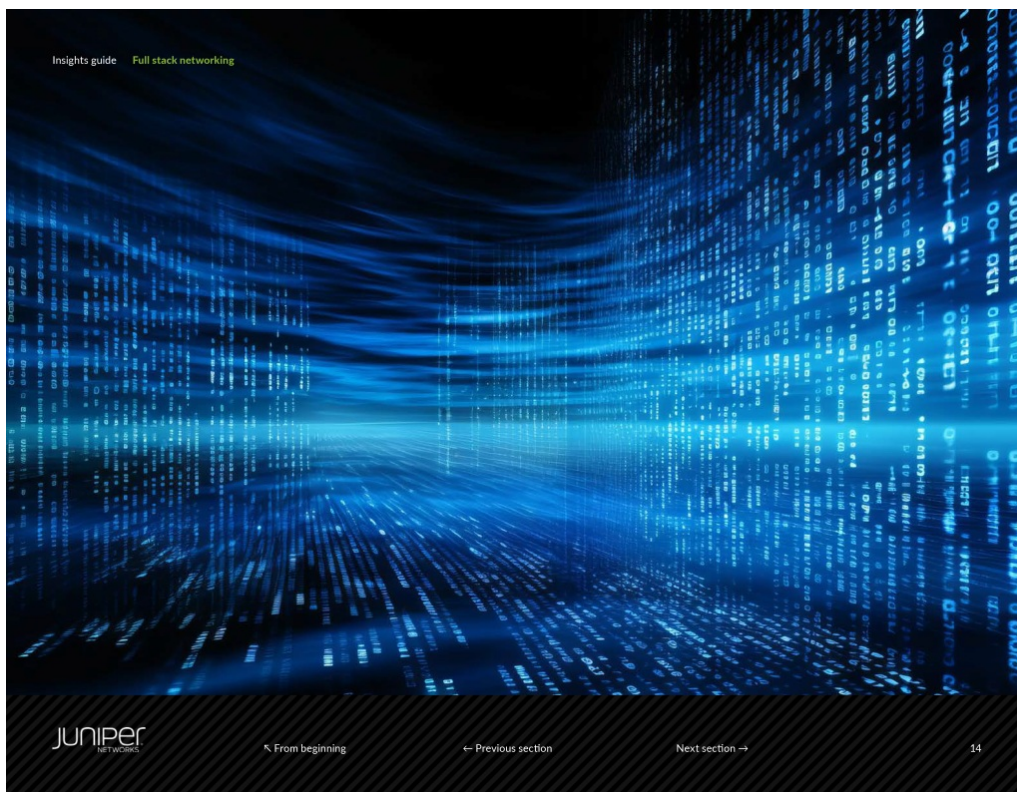 Insights guide Full stack networking
JUNIPER
NETWORKS
↖ From beginning
← Previous section
Next section →
14